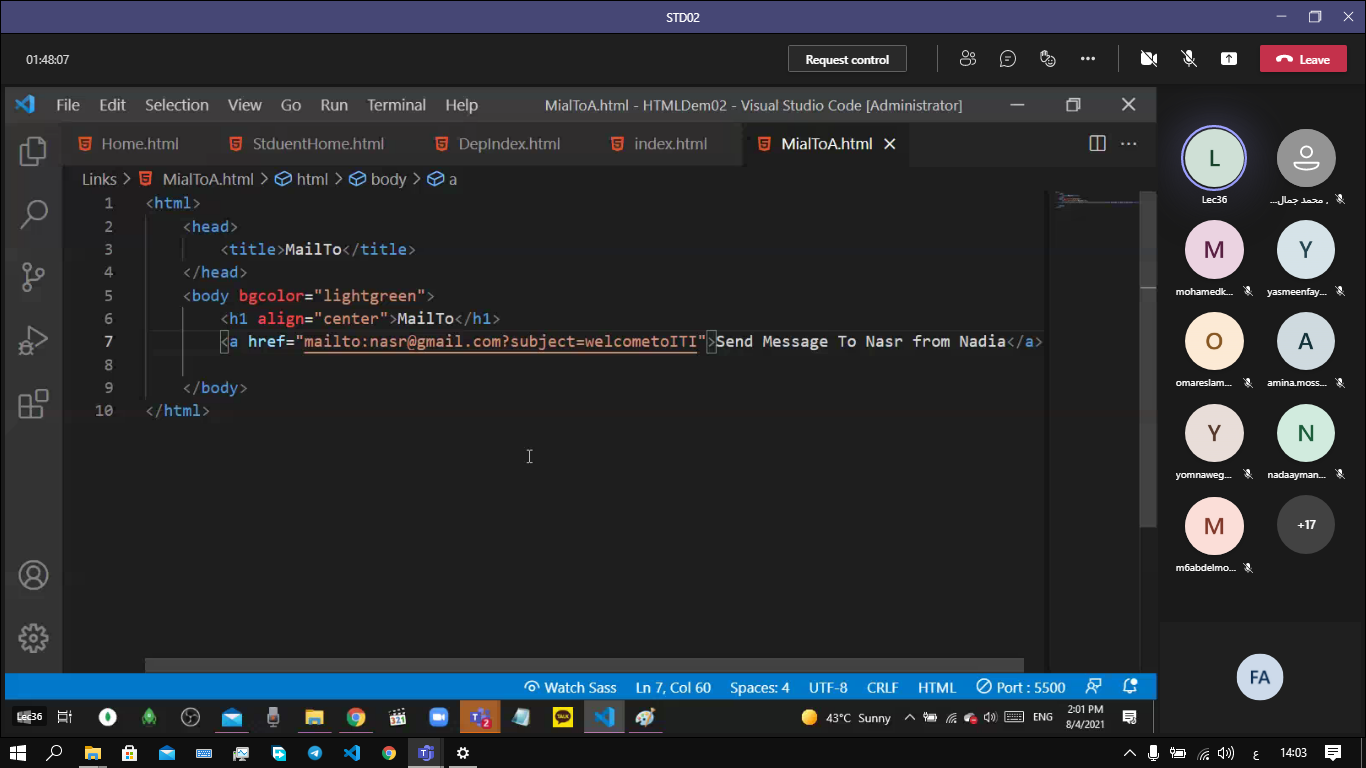 STD02
01:48:07
Request control
Leave
File Edit Selection View Go Run Terminal Help
MialToA.html - HTMLDem02 - Visual Studio Code [Administrator]
Home.html
StduentHome.html
DepIndex.html
index.html
MialToA.html
Links > MialToA.html > html > body > a
1 <html>
2 <head>
3 <title>MailTo</title>
4 </head>
5 <body bgcolor="lightgreen">
6 <h1 align="center">MailTo</h1>
7 <a href="mailto:nasr@gmail.com?subject=welcometoITI">Send Message To Nasr from Nadia</a>
8
9 </body>
10 </html>
L
Lec36
محمد جمال ,...
M
mohamedk...
Y
yasmeenfay...
O
omareslam...
A
amina.moss...
Y
yomnaweg...
N
nadaayman...
M
m6abdelmo...
+17
FA
Watch Sass
Ln 7, Col 60
Spaces: 4
UTF-8
CRLF
HTML
Port : 5500
Lec36
2
TALK
43°C Sunny
ENG
2:01 PM
8/4/2021
ع
14:03